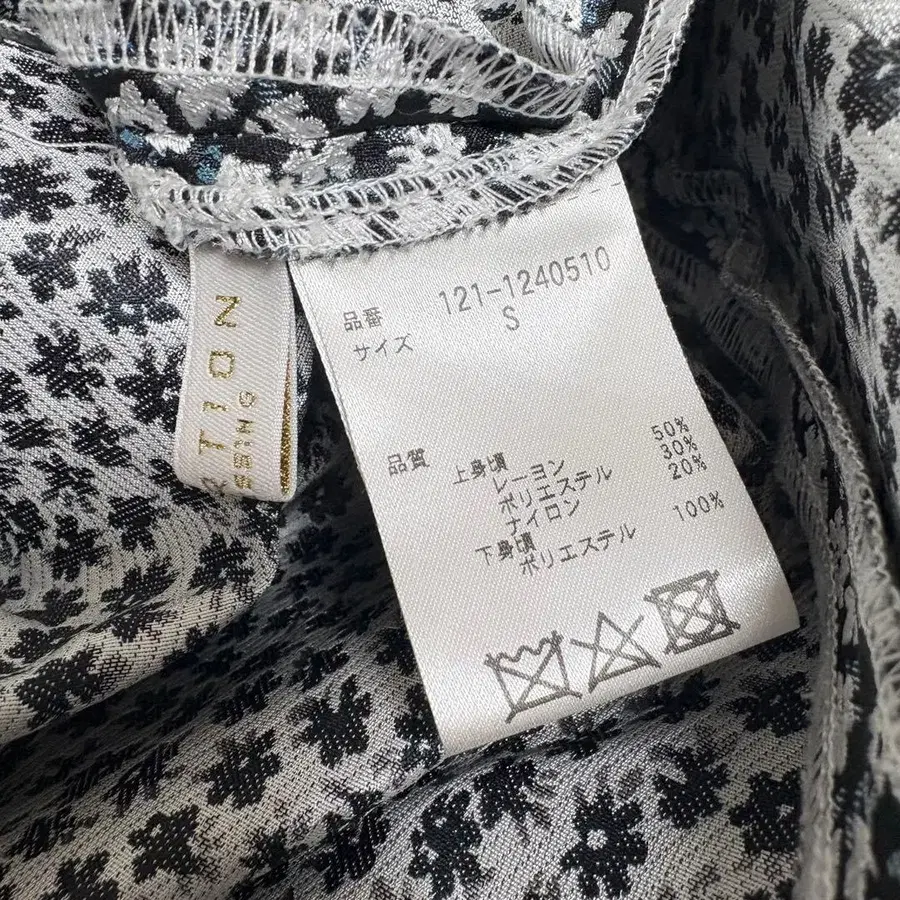 TION
品番 121-1240510
サイズ S
品質 上身頃
レーヨン 50%
ポリエステル 30%
ナイロン 20%
下身頃
ポリエステル 100%